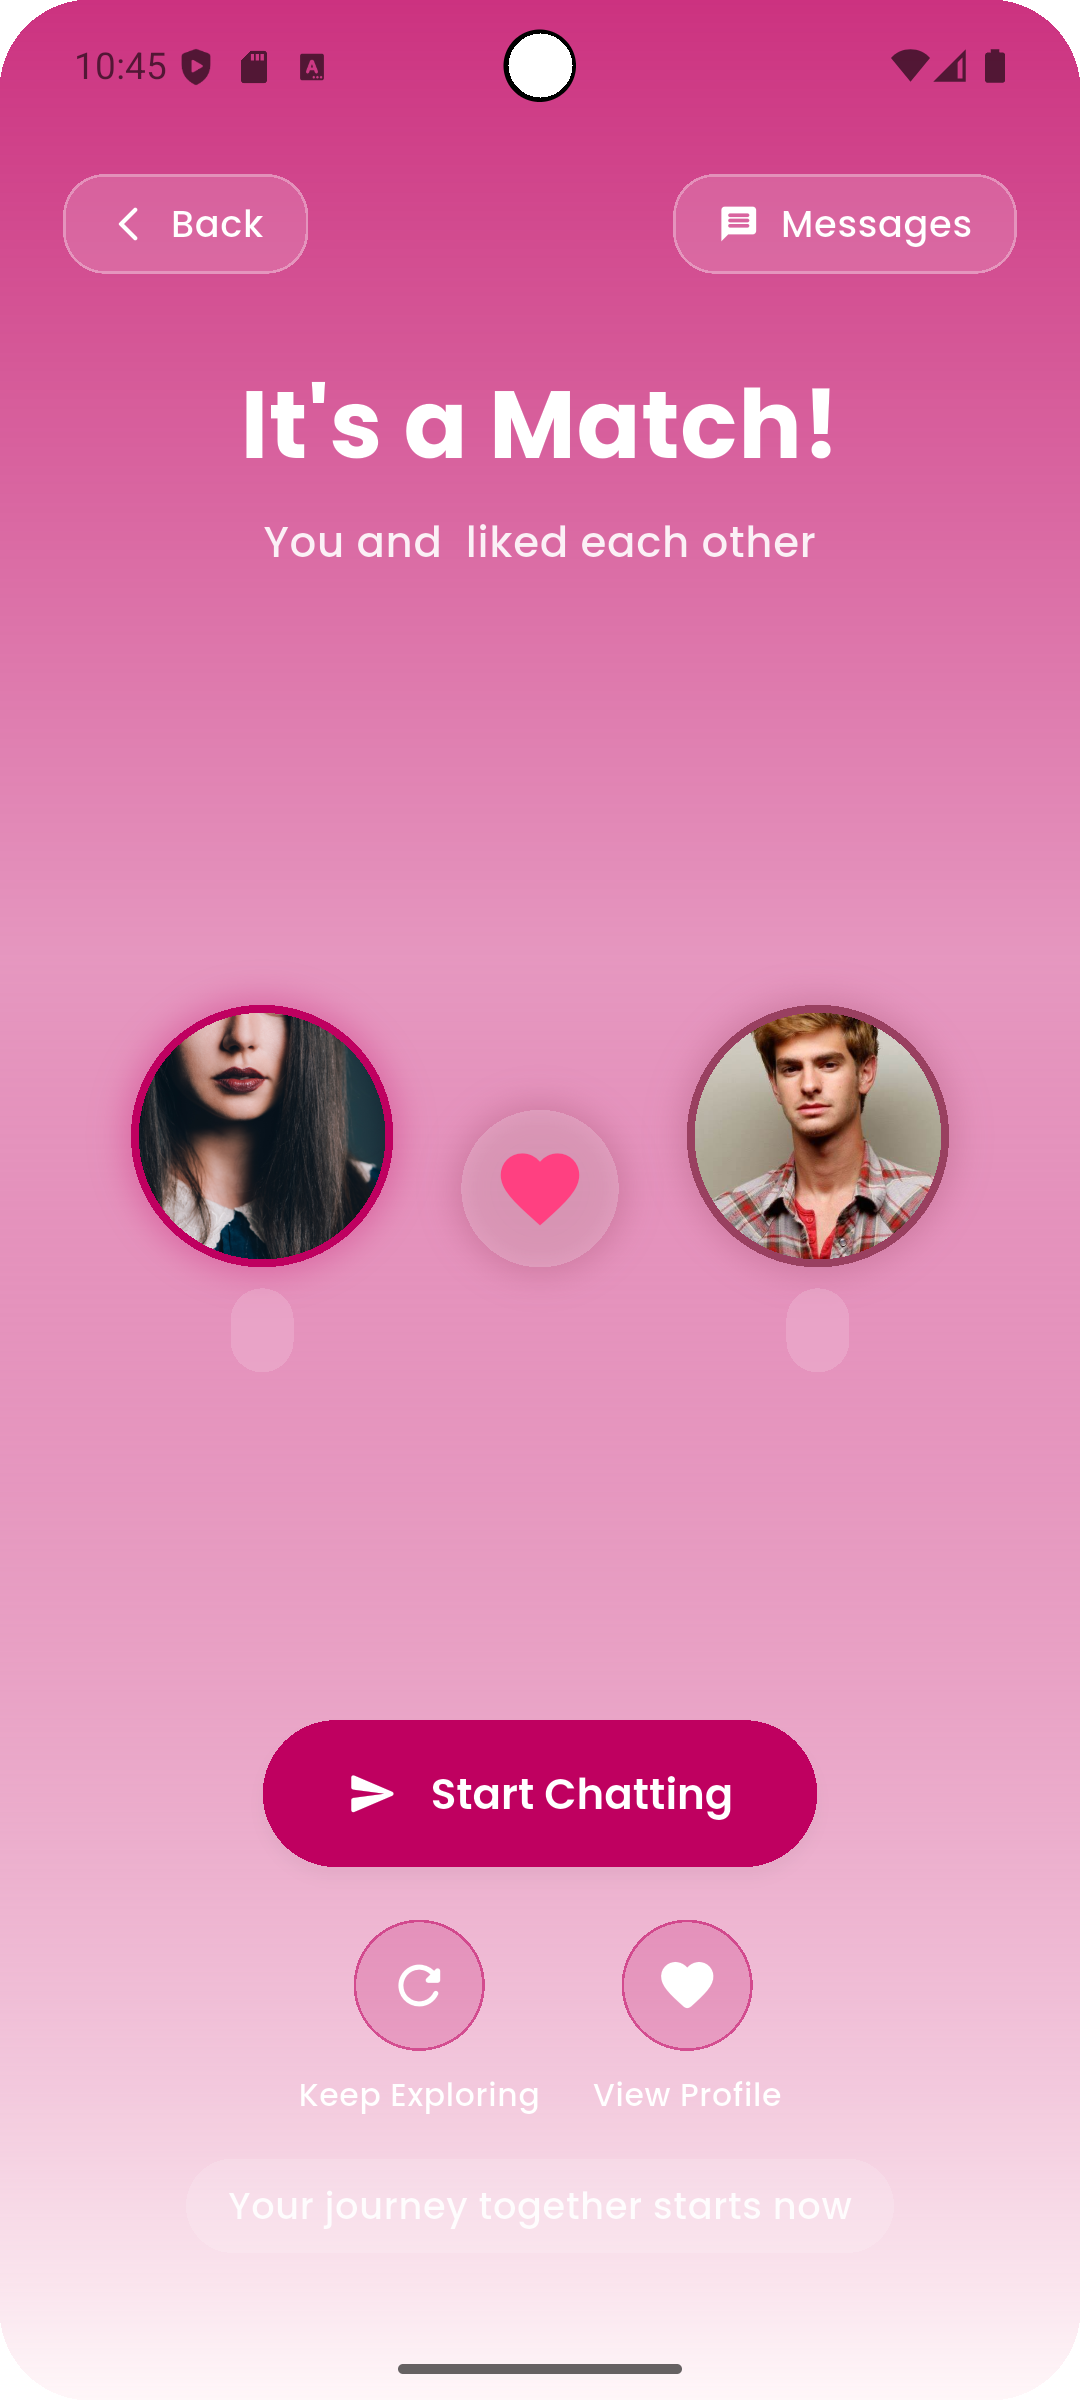 10:45
Back
Messages
It's a Match!
You and  liked each other
Start Chatting
Keep Exploring
View Profile
Your journey together starts now